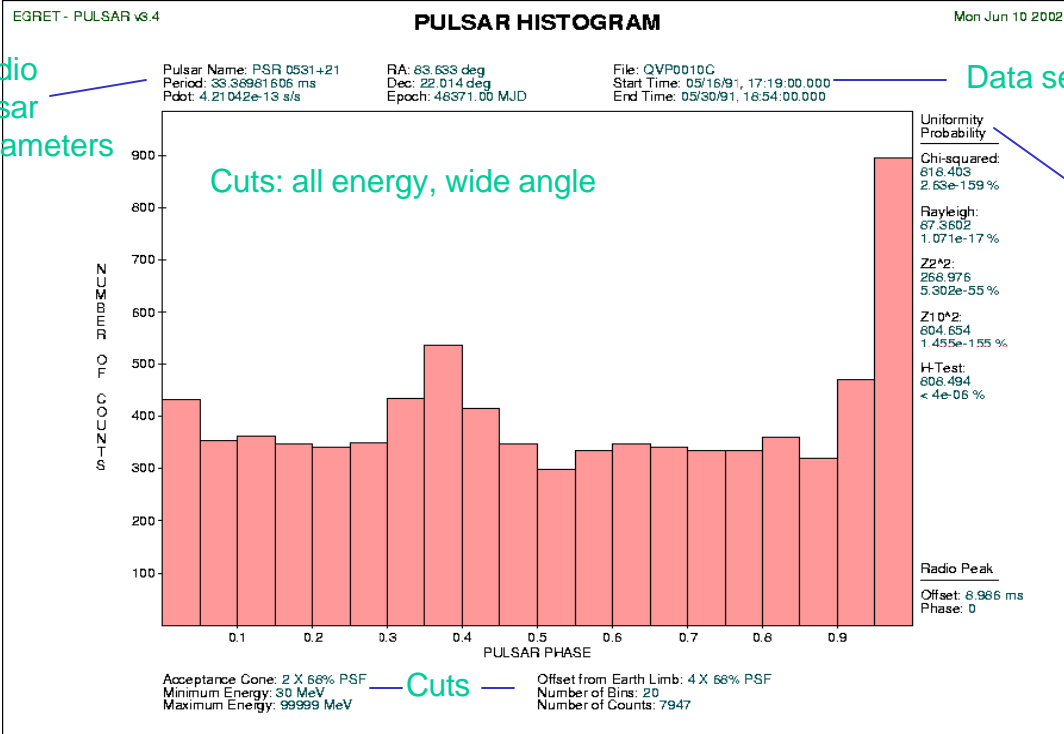 EGRET - PULSAR v3.4
PULSAR HISTOGRAM
Mon Jun 10 2002
dio
sar
ameters
Pulsar Name: PSR 0531+21
Period: 33.38981606 ms
Pdot: 4.21042e-13 s/s
RA: 83.633 deg
Dec: 22.014 deg
Epoch: 48371.00 MJD
File: QVP0010C
Start Time: 05/16/91, 17:19:00.000
End Time: 05/30/91, 18:54:00.000
Data se
Cuts: all energy, wide angle
NUMBER OF COUNTS
900
800
700
600
500
400
300
200
100
0.1 0.2 0.3 0.4 0.5 0.6 0.7 0.8 0.9
PULSAR PHASE
Uniformity
Probability
Chi-squared:
818.403
2.63e-159 %
Rayleigh:
87.3602
1.071e-17 %
Z2^2:
268.976
5.302e-55 %
Z10^2:
804.654
1.455e-155 %
H-Test:
808.494
< 4e-06 %
Radio Peak
Offset: 8.986 ms
Phase: 0
Acceptance Cone: 2 X 68% PSF
Minimum Energy: 30 MeV
Maximum Energy: 99999 MeV
Cuts
Offset from Earth Limb: 4 X 68% PSF
Number of Bins: 20
Number of Counts: 7947